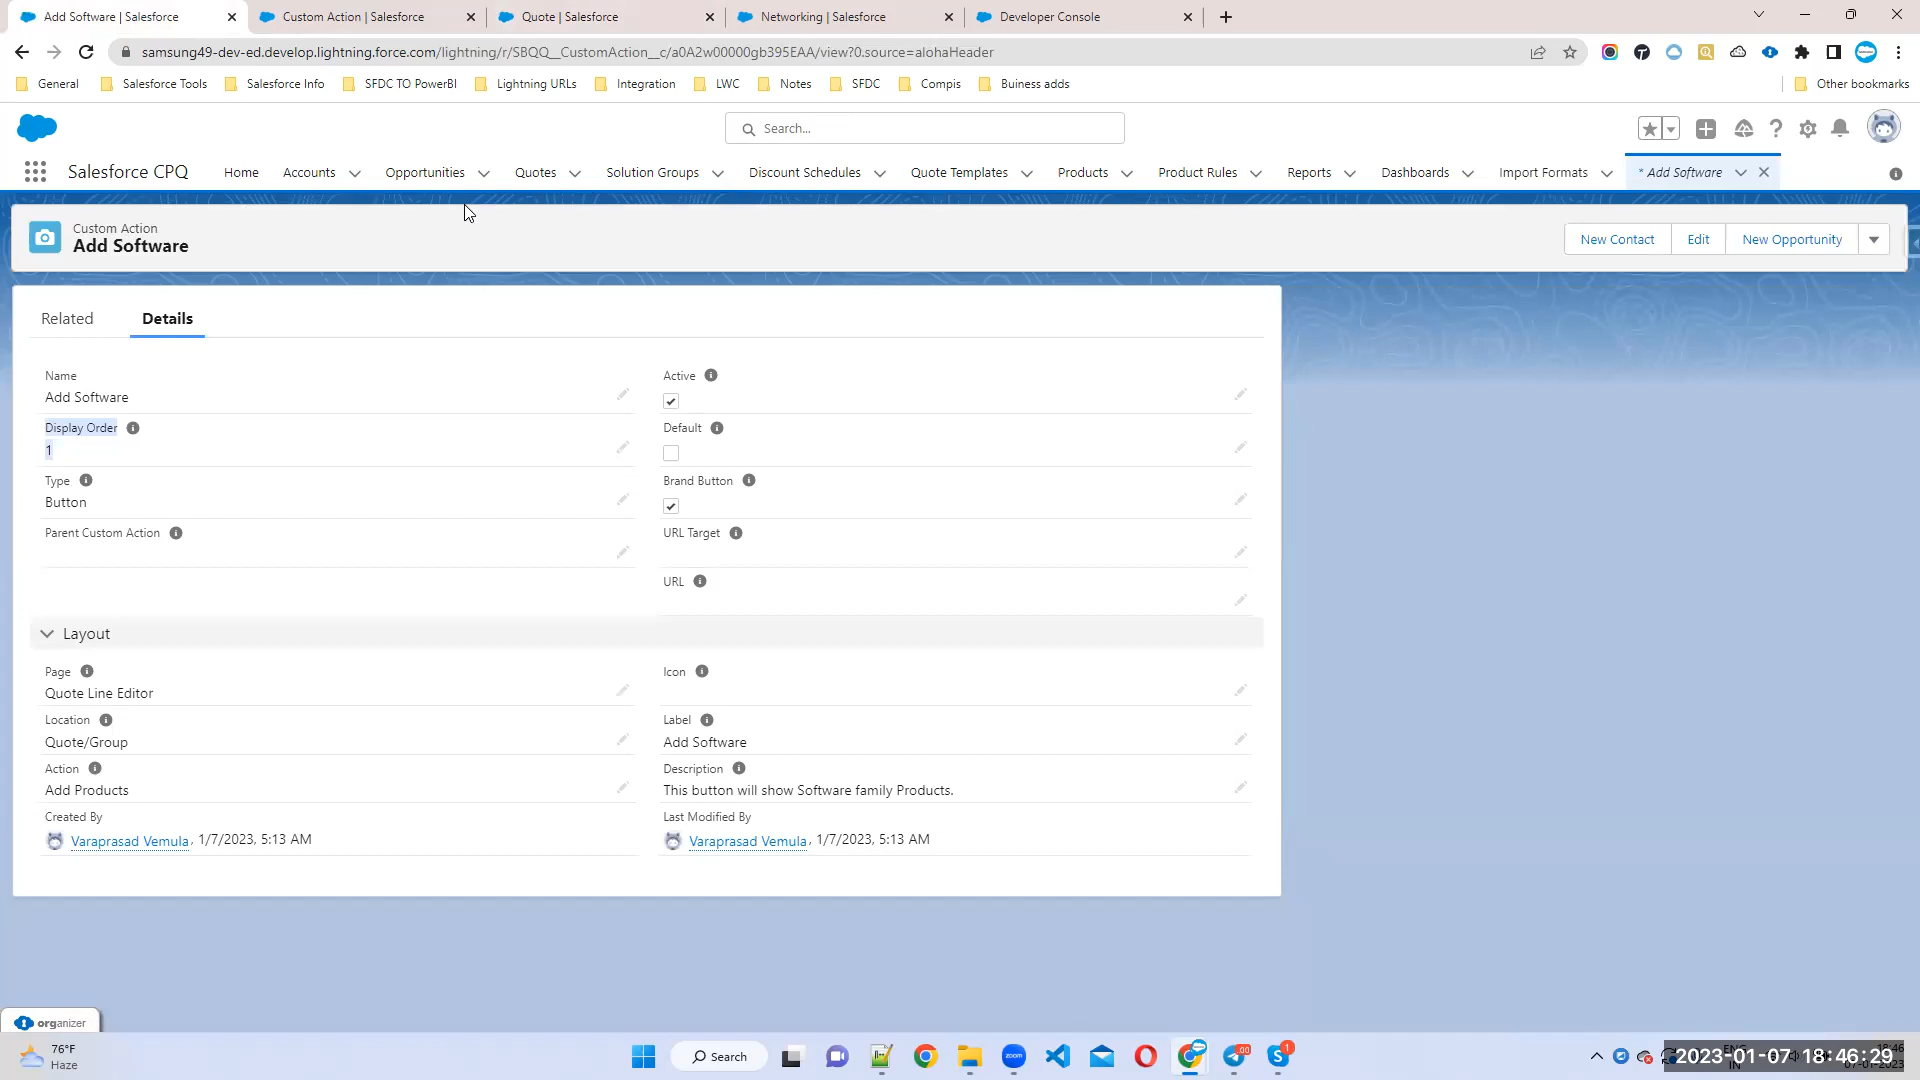 Add Software | Salesforce
Custom Action | Salesforce
Quote | Salesforce
Networking | Salesforce
Developer Console
samsung49-dev-ed.develop.lightning.force.com/lightning/r/SBQQ__CustomAction__c/a0A2w00000gb395EAA/view?0.source=alohaHeader
General
Salesforce Tools
Salesforce Info
SFDC TO PowerBI
Lightning URLs
Integration
LWC
Notes
SFDC
Compis
Buiness adds
Other bookmarks
Search...
Salesforce CPQ
Home
Accounts
Opportunities
Quotes
Solution Groups
Discount Schedules
Quote Templates
Products
Product Rules
Reports
Dashboards
Import Formats
* Add Software
Custom Action
Add Software
New Contact
Edit
New Opportunity
Related
Details
Name
Add Software
Active
Display Order
1
Default
Type
Button
Brand Button
Parent Custom Action
URL Target
URL
Layout
Page
Quote Line Editor
Icon
Location
Quote/Group
Label
Add Software
Action
Add Products
Description
This button will show Software family Products.
Created By
Varaprasad Vemula, 1/7/2023, 5:13 AM
Last Modified By
Varaprasad Vemula, 1/7/2023, 5:13 AM
organizer
76°F
Haze
Search
zoom
00
1
2023-01-07 18:46:29